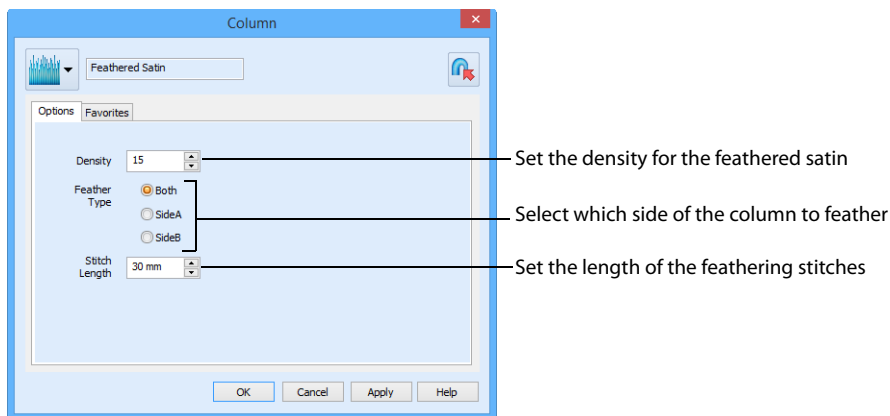 Column
Feathered Satin
Options Favorites
Density 15 Set the density for the feathered satin
Feather Type
Both
SideA Select which side of the column to feather
SideB
Stitch Length 30 mm Set the length of the feathering stitches
OK Cancel Apply Help